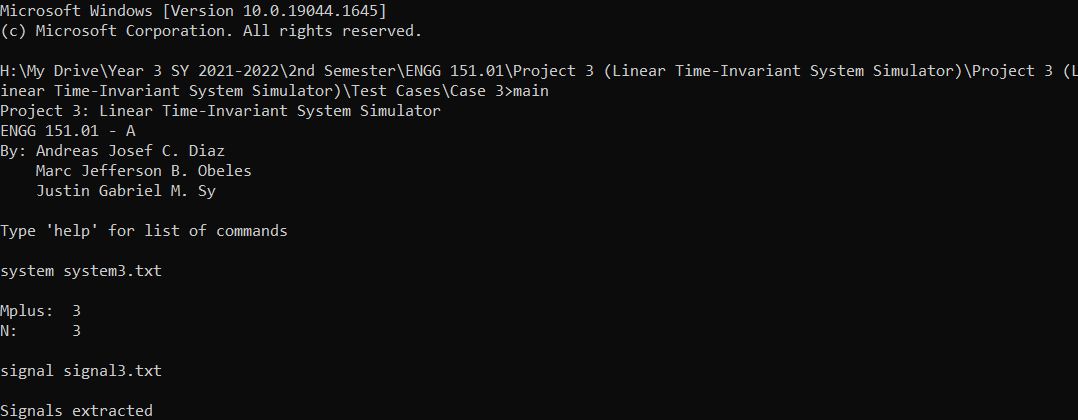 Microsoft Windows [Version 10.0.19044.1645]
(c) Microsoft Corporation. All rights reserved.
H:\My Drive\Year 3 SY 2021-2022\2nd Semester\ENGG 151.01\Project 3 (Linear Time-Invariant System Simulator)\Project 3 (L
inear Time-Invariant System Simulator)\Test Cases\Case 3>main
Project 3: Linear Time-Invariant System Simulator
ENGG 151.01 - A
By: Andreas Josef C. Diaz
    Marc Jefferson B. Obeles
    Justin Gabriel M. Sy
Type 'help' for list of commands
system system3.txt
Mplus:  3
N:      3
signal signal3.txt
Signals extracted